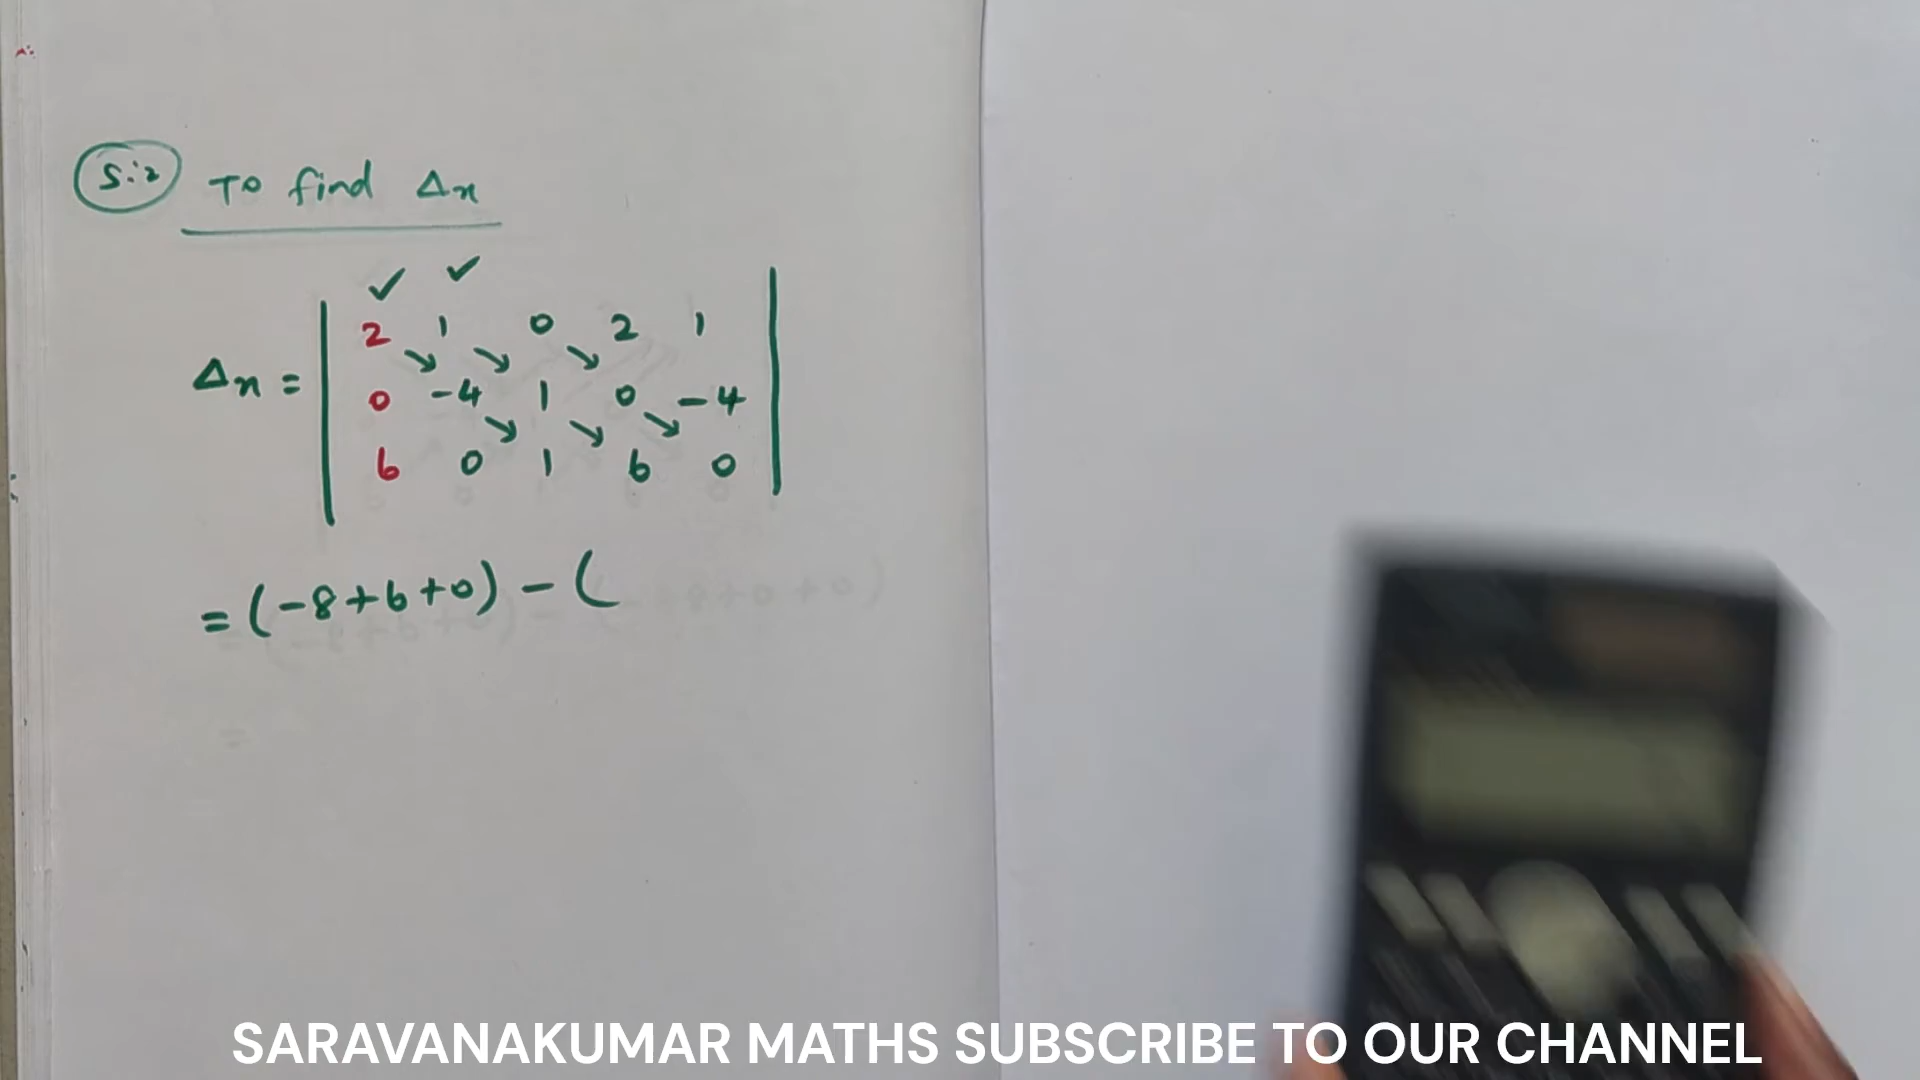 S:2 To find Δx
✓ ✓
2 1 0 2 1
Δx = 0 -4 1 0 -4
6 0 1 6 0
= (-8+6+0) - (
SARAVANAKUMAR MATHS SUBSCRIBE TO OUR CHANNEL